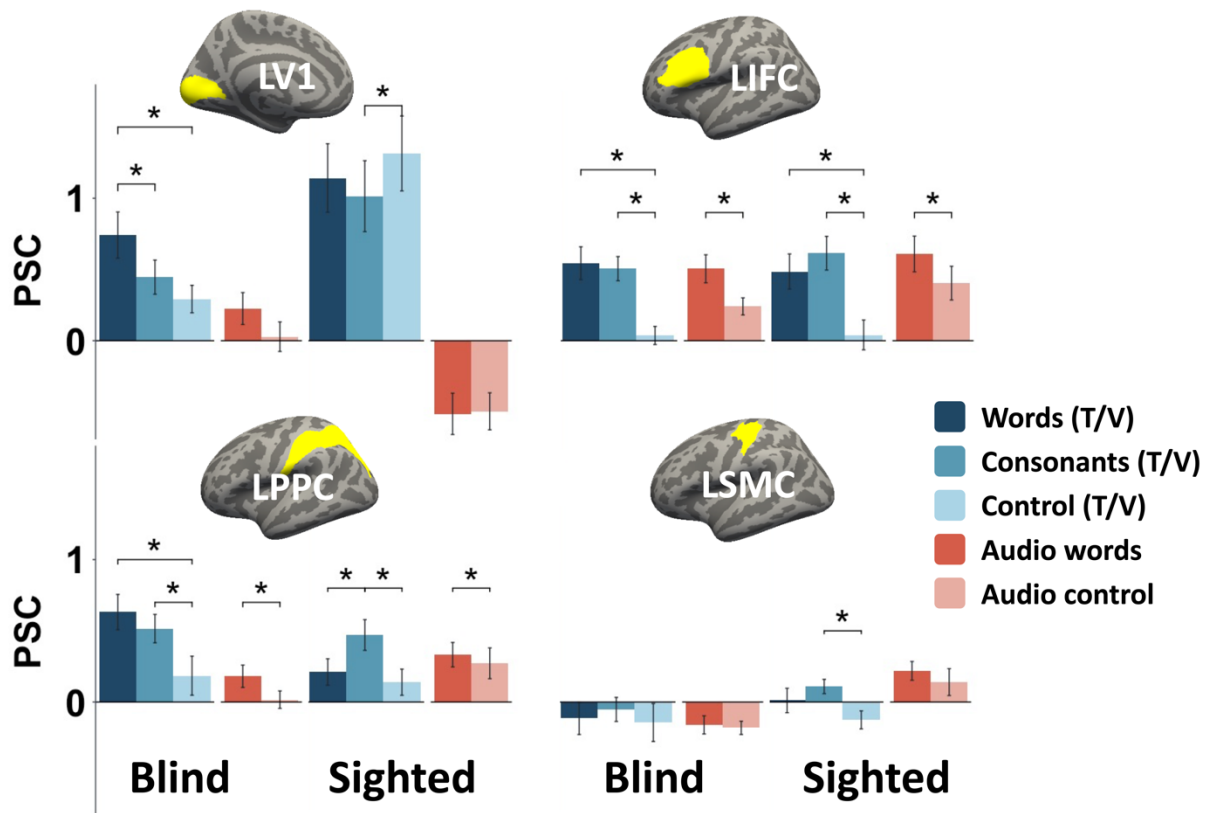 LV1
LIFC
* *
* * *
* * * *
PSC
1
0
LPPC
LSMC
Words (T/V)
Consonants (T/V)
Control (T/V)
Audio words
Audio control
PSC
1
0
*
* * * * *
*
Blind
Sighted
Blind
Sighted